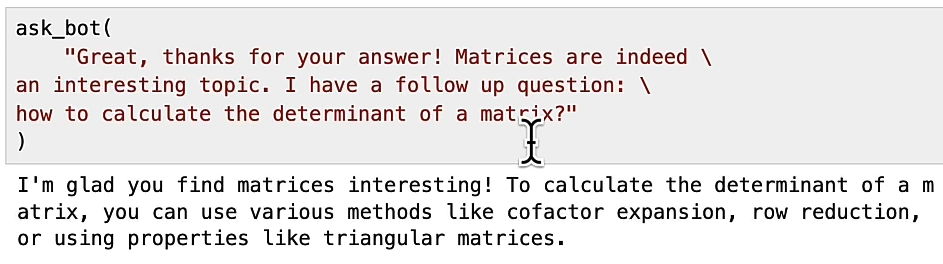 ask_bot(
    "Great, thanks for your answer! Matrices are indeed \
an interesting topic. I have a follow up question: \
how to calculate the determinant of a matrix?"
)
I'm glad you find matrices interesting! To calculate the determinant of a m
atrix, you can use various methods like cofactor expansion, row reduction,
or using properties like triangular matrices.